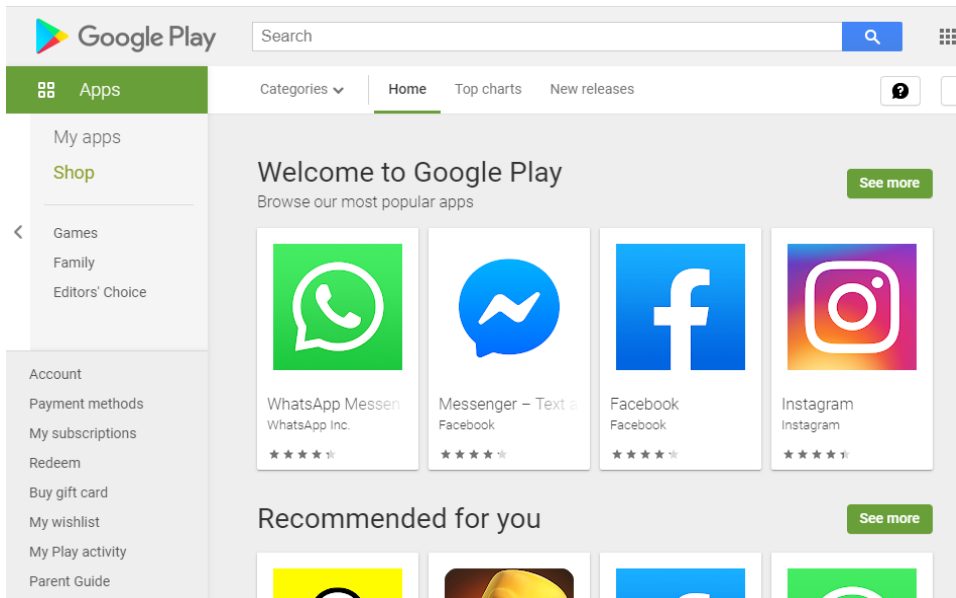 Google Play
Search
Apps
Categories
Home
Top charts
New releases
My apps
Shop
Games
Family
Editors' Choice
Account
Payment methods
My subscriptions
Redeem
Buy gift card
My wishlist
My Play activity
Parent Guide
Welcome to Google Play
See more
Browse our most popular apps
WhatsApp Messen
WhatsApp Inc.
Messenger – Text a
Facebook
Facebook
Facebook
Instagram
Instagram
Recommended for you
See more